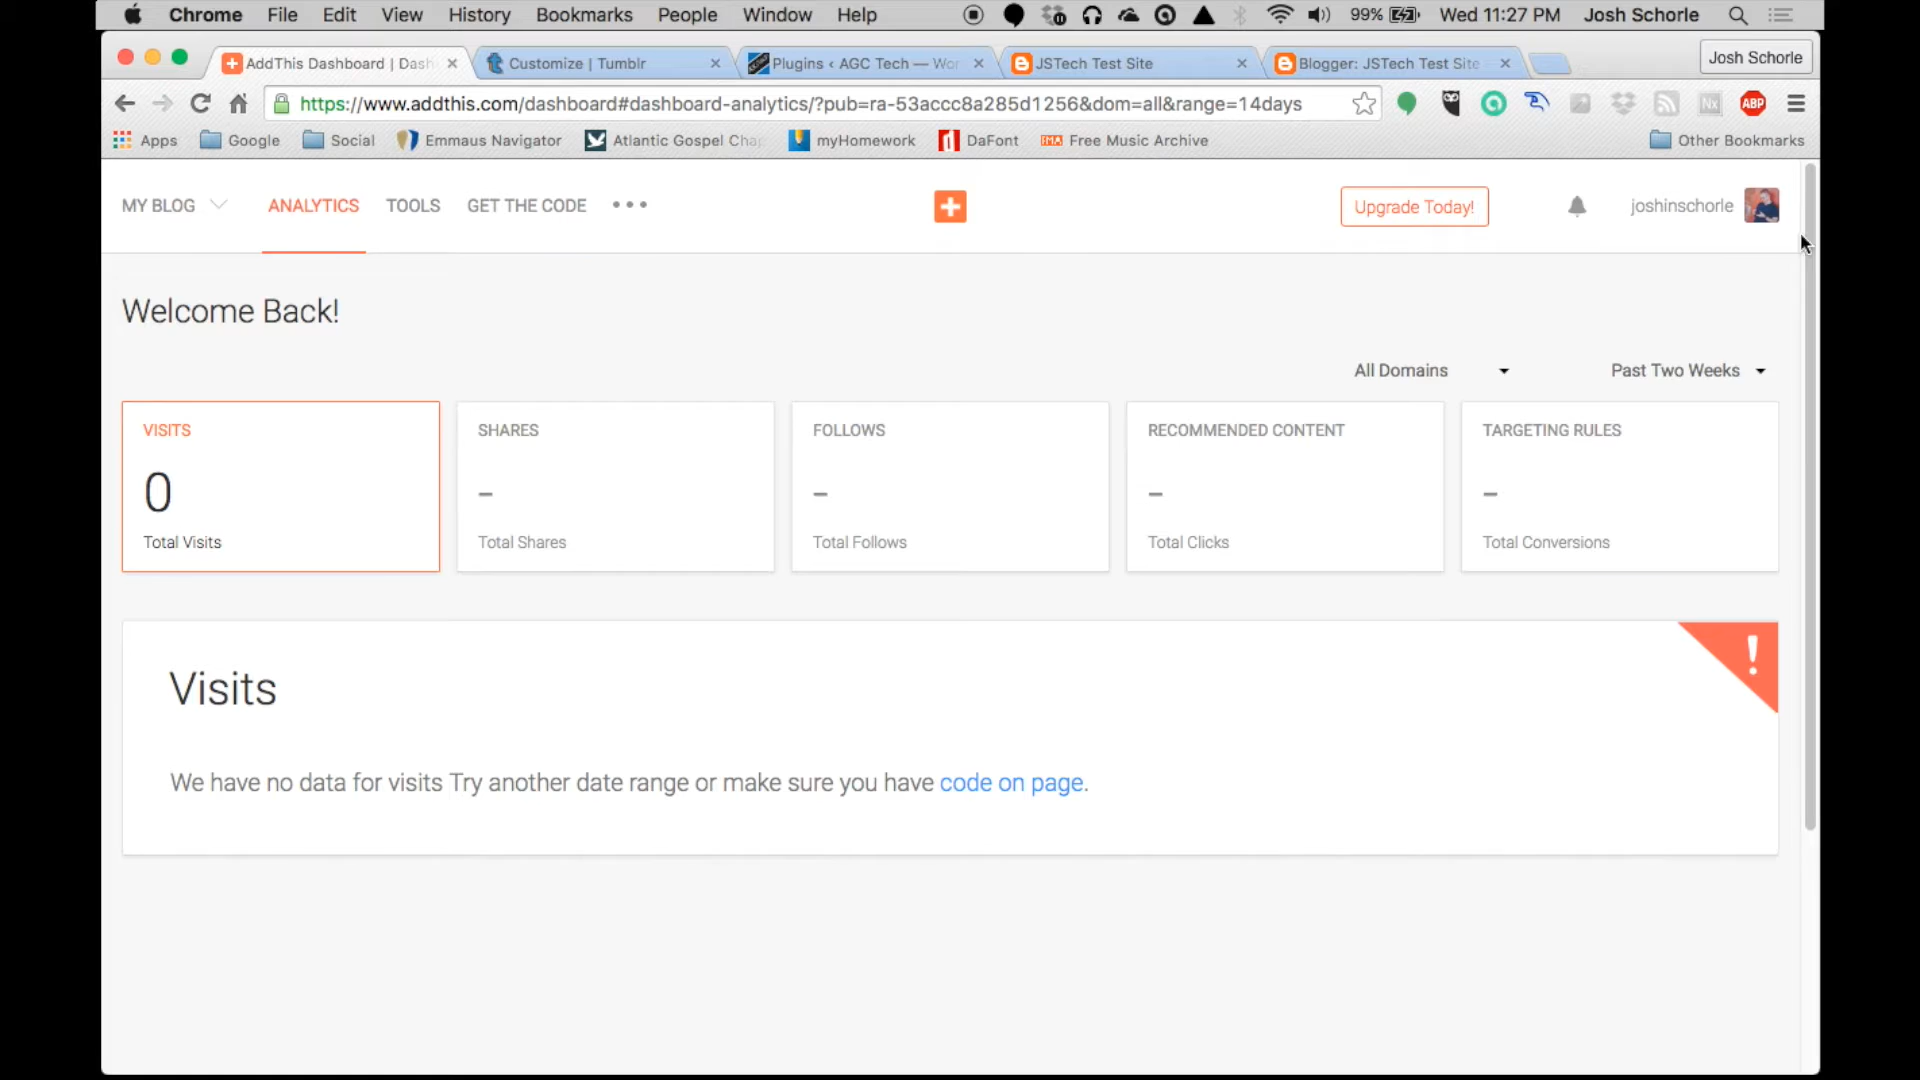 Chrome File Edit View History Bookmarks People Window Help 99% Wed 11:27 PM Josh Schorle
AddThis Dashboard | Dash Customize | Tumblr Plugins ‹ AGC Tech — Wor JSTech Test Site Blogger: JSTech Test Site Josh Schorle
https://www.addthis.com/dashboard#dashboard-analytics/?pub=ra-53accc8a285d1256&dom=all&range=14days ABP
Apps Google Social Emmaus Navigator Atlantic Gospel Cha myHomework DaFont FMA Free Music Archive Other Bookmarks
MY BLOG ANALYTICS TOOLS GET THE CODE ••• Upgrade Today! joshinschorle
Welcome Back!
All Domains Past Two Weeks
VISITS SHARES FOLLOWS RECOMMENDED CONTENT TARGETING RULES
0 – – – –
Total Visits Total Shares Total Follows Total Clicks Total Conversions
!
Visits
We have no data for visits Try another date range or make sure you have code on page.